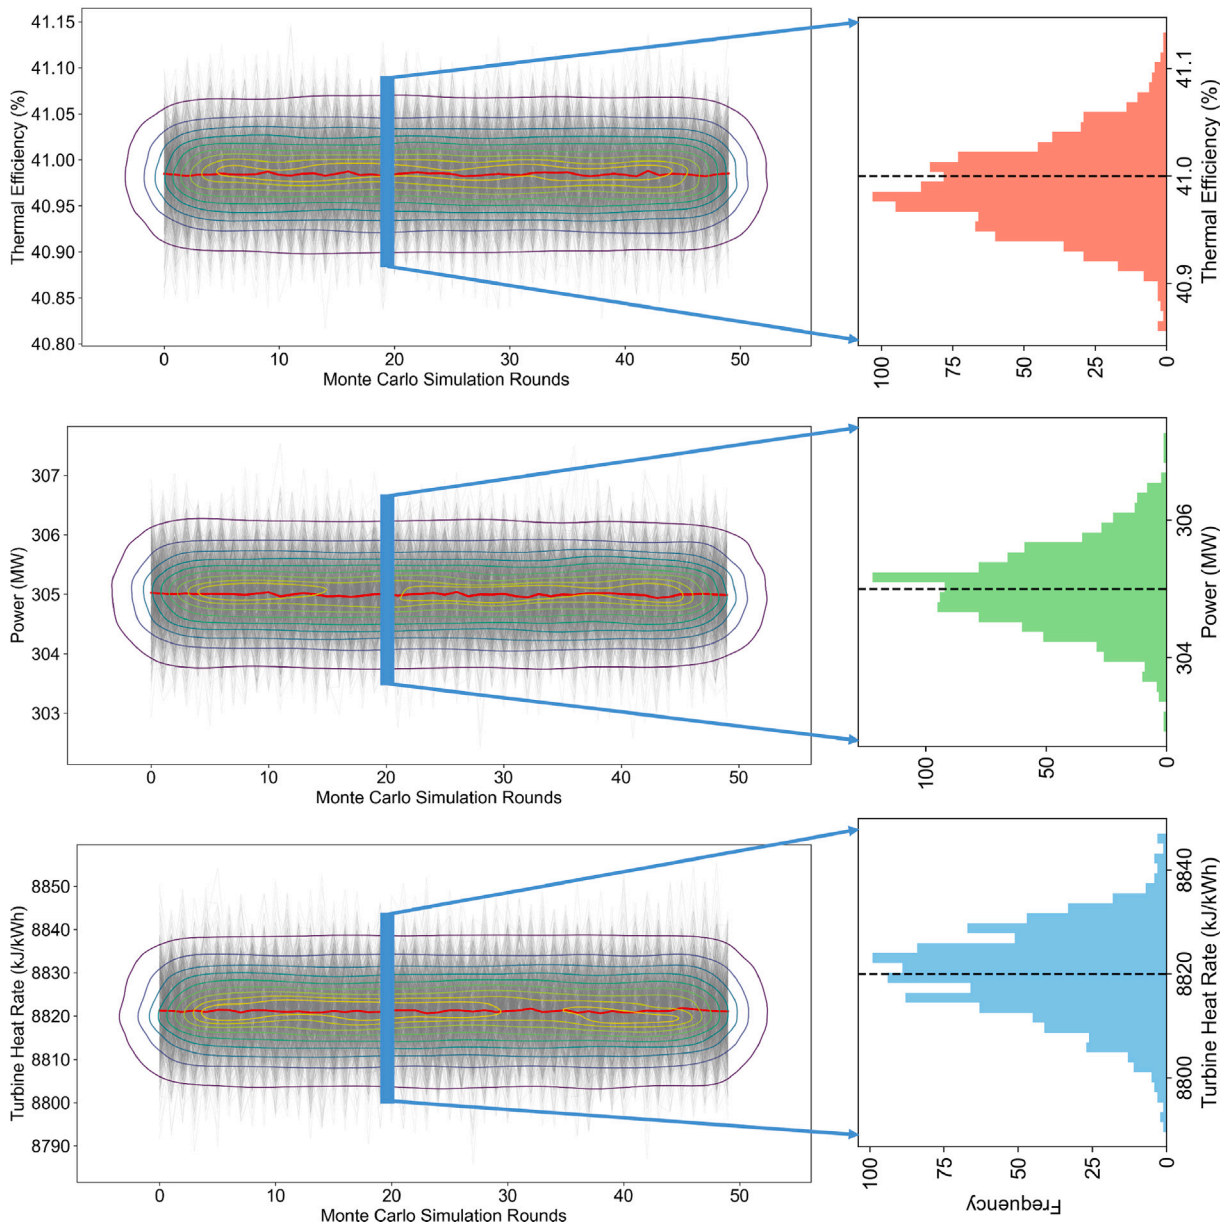 Thermal Efficiency (%)
41.15
41.10
41.05
41.00
40.95
40.90
40.85
40.80
0 10 20 30 40 50
Monte Carlo Simulation Rounds
100 75 50 25 0
41.1
41.0
40.9
Thermal Efficiency (%)
Power (MW)
307
306
305
304
303
0 10 20 30 40 50
Monte Carlo Simulation Rounds
100 50 0
306
304
Power (MW)
Turbine Heat Rate (kJ/kWh)
8850
8840
8830
8820
8810
8800
8790
0 10 20 30 40 50
Monte Carlo Simulation Rounds
100 75 50 25 0
Frequency
8840
8820
8800
Turbine Heat Rate (kJ/kWh)